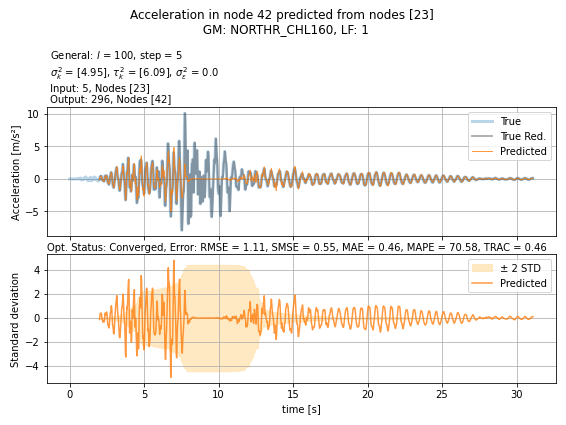 Acceleration in node 42 predicted from nodes [23]
GM: NORTHR_CHL160, LF: 1
General: l = 100, step = 5
σ²ₖ = [4.95], τ²ₖ = [6.09], σ²ε = 0.0
Input: 5, Nodes [23]
Output: 296, Nodes [42]
Acceleration [m/s²]
10
5
0
−5
True
True Red.
Predicted
Opt. Status: Converged, Error: RMSE = 1.11, SMSE = 0.55, MAE = 0.46, MAPE = 70.58, TRAC = 0.46
Standard deviation
4
2
0
−2
−4
± 2 STD
Predicted
0 5 10 15 20 25 30
time [s]